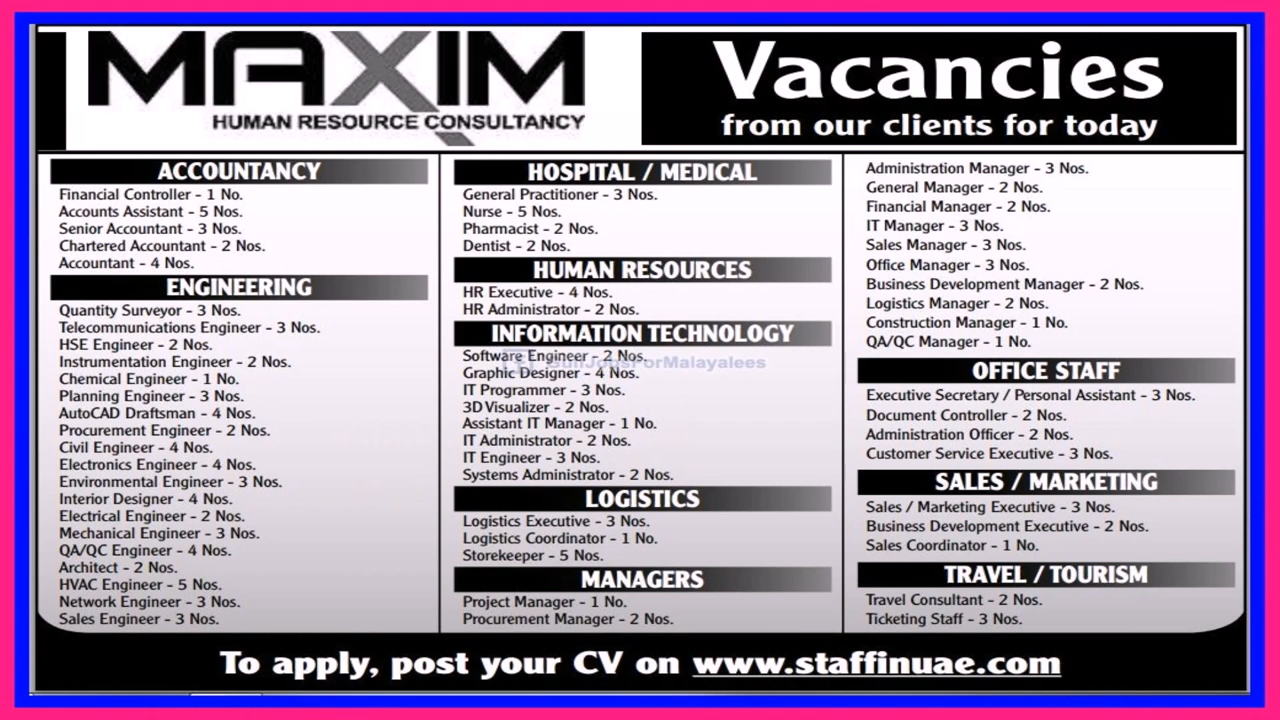 MAXIM
HUMAN RESOURCE CONSULTANCY
Vacancies
from our clients for today
ACCOUNTANCY
Financial Controller - 1 No.
Accounts Assistant - 5 Nos.
Senior Accountant - 3 Nos.
Chartered Accountant - 2 Nos.
Accountant - 4 Nos.
ENGINEERING
Quantity Surveyor - 3 Nos.
Telecommunications Engineer - 3 Nos.
HSE Engineer - 2 Nos.
Instrumentation Engineer - 2 Nos.
Chemical Engineer - 1 No.
Planning Engineer - 3 Nos.
AutoCAD Draftsman - 4 Nos.
Procurement Engineer - 2 Nos.
Civil Engineer - 4 Nos.
Electronics Engineer - 4 Nos.
Environmental Engineer - 3 Nos.
Interior Designer - 4 Nos.
Electrical Engineer - 2 Nos.
Mechanical Engineer - 3 Nos.
QA/QC Engineer - 4 Nos.
Architect - 2 Nos.
HVAC Engineer - 5 Nos.
Network Engineer - 3 Nos.
Sales Engineer - 3 Nos.
HOSPITAL / MEDICAL
General Practitioner - 3 Nos.
Nurse - 5 Nos.
Pharmacist - 2 Nos.
Dentist - 2 Nos.
HUMAN RESOURCES
HR Executive - 4 Nos.
HR Administrator - 2 Nos.
INFORMATION TECHNOLOGY
Software Engineer - 2 Nos.
GulfJobsForMalayalees
Graphic Designer - 4 Nos.
IT Programmer - 3 Nos.
3D Visualizer - 2 Nos.
Assistant IT Manager - 1 No.
IT Administrator - 2 Nos.
IT Engineer - 3 Nos.
Systems Administrator - 2 Nos.
LOGISTICS
Logistics Executive - 3 Nos.
Logistics Coordinator - 1 No.
Storekeeper - 5 Nos.
MANAGERS
Project Manager - 1 No.
Procurement Manager - 2 Nos.
Administration Manager - 3 Nos.
General Manager - 2 Nos.
Financial Manager - 2 Nos.
IT Manager - 3 Nos.
Sales Manager - 3 Nos.
Office Manager - 3 Nos.
Business Development Manager - 2 Nos.
Logistics Manager - 2 Nos.
Construction Manager - 1 No.
QA/QC Manager - 1 No.
OFFICE STAFF
Executive Secretary / Personal Assistant - 3 Nos.
Document Controller - 2 Nos.
Administration Officer - 2 Nos.
Customer Service Executive - 3 Nos.
SALES / MARKETING
Sales / Marketing Executive - 3 Nos.
Business Development Executive - 2 Nos.
Sales Coordinator - 1 No.
TRAVEL / TOURISM
Travel Consultant - 2 Nos.
Ticketing Staff - 3 Nos.
To apply, post your CV on www.staffinuae.com